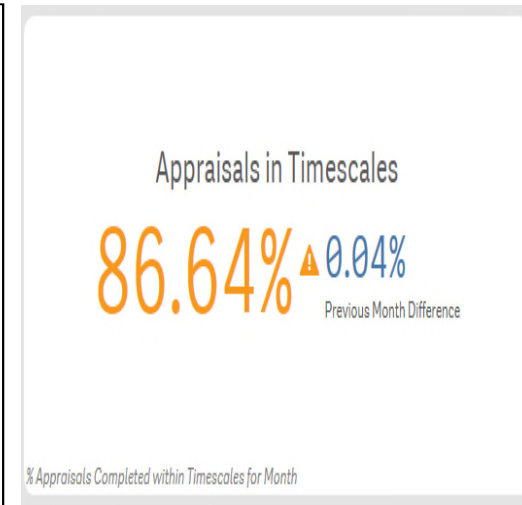 Appraisals in Timescales
86.64% 0.04%
Previous Month Difference
% Appraisals Completed within Timescales for Month